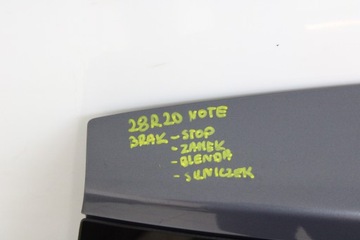 28R20 NOTE
BRAK - STOP
- ZAMEK
- BLENDA
- SILNICZEK